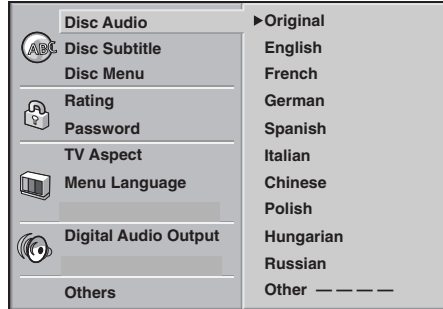 Disc Audio
ABC
Disc Subtitle
Disc Menu
Rating
Password
TV Aspect
Menu Language
Digital Audio Output
Others
▶Original
English
French
German
Spanish
Italian
Chinese
Polish
Hungarian
Russian
Other — — — —